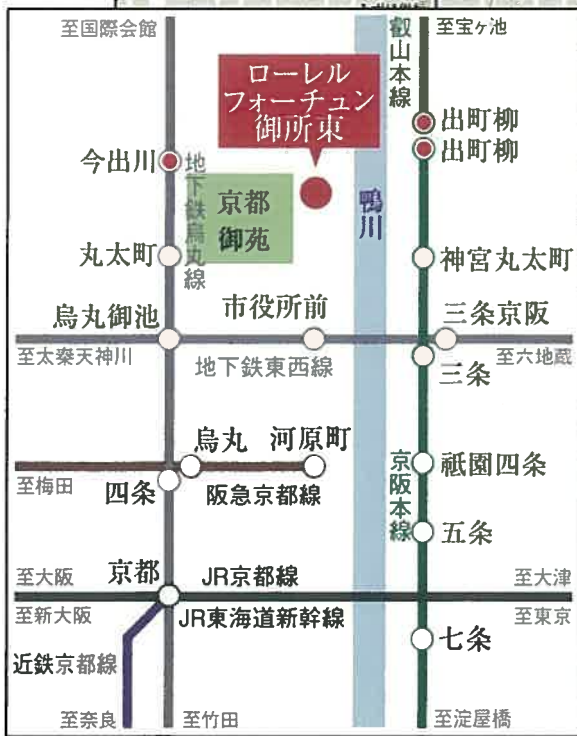 至国際会館
叡山本線
至宝ヶ池
ローレル
フォーチュン
御所東
出町柳
出町柳
今出川
地下鉄烏丸線
京都
御苑
鴨川
丸太町
神宮丸太町
烏丸御池
市役所前
三条京阪
至太秦天神川
地下鉄東西線
至六地蔵
三条
烏丸
河原町
京阪本線
祇園四条
至梅田
四条
阪急京都線
五条
至大阪
京都
JR京都線
至大津
至新大阪
JR東海道新幹線
至東京
七条
近鉄京都線
至奈良
至竹田
至淀屋橋